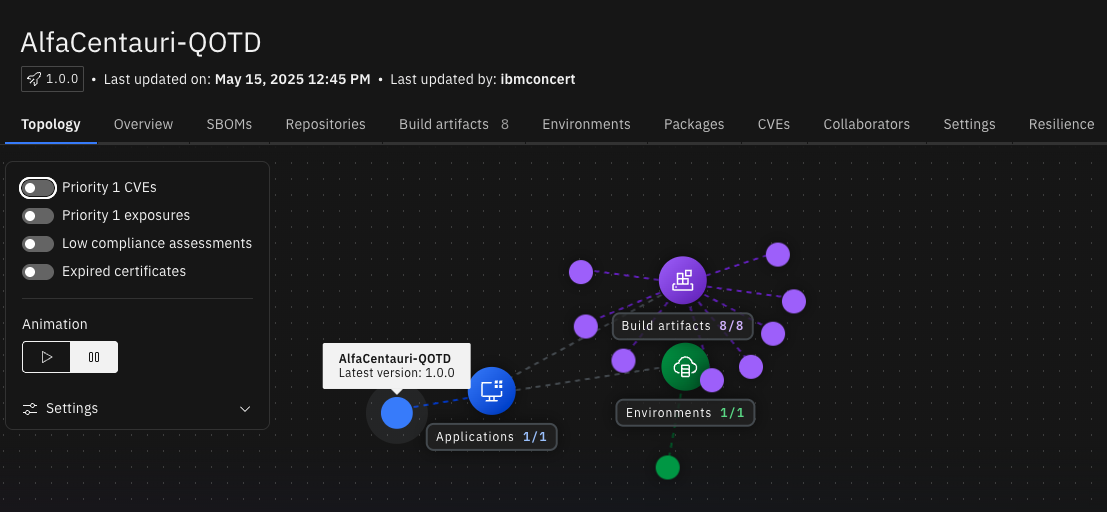 AlfaCentauri-QOTD
1.0.0 • Last updated on: May 15, 2025 12:45 PM • Last updated by: ibmconcert
Topology Overview SBOMs Repositories Build artifacts 8 Environments Packages CVEs Collaborators Settings Resilience
Priority 1 CVEs
Priority 1 exposures
Low compliance assessments
Expired certificates
Animation
Settings
AlfaCentauri-QOTD
Latest version: 1.0.0
Applications 1/1
Build artifacts 8/8
Environments 1/1